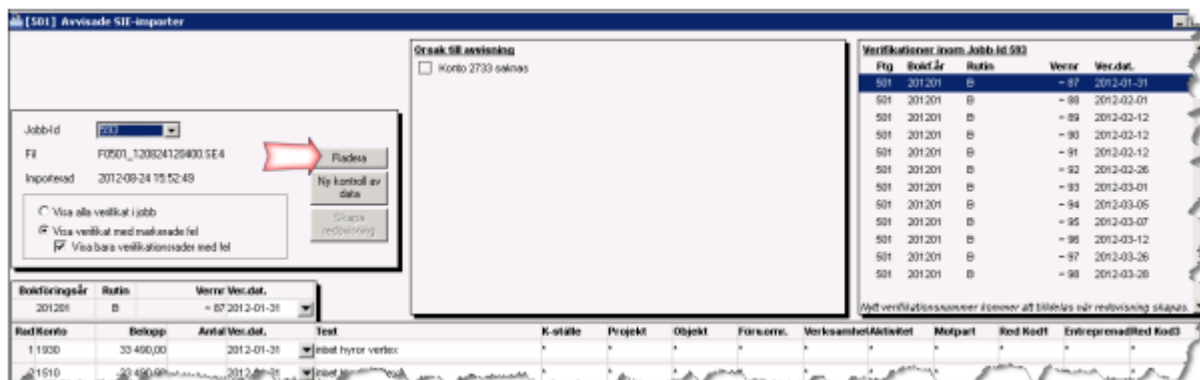 [501] Avvisade SIE-importer
Orsak till avvisning
Konto 2733 saknas
Verifikationer inom Jobb-Id 593
Ftg Bokf.år Rutin Vernr Ver.dat.
501 201201 B - 87 2012-01-31
501 201201 B - 88 2012-02-01
501 201201 B - 89 2012-02-12
501 201201 B - 90 2012-02-12
501 201201 B - 91 2012-02-12
501 201201 B - 92 2012-02-26
501 201201 B - 93 2012-03-01
501 201201 B - 94 2012-03-05
501 201201 B - 95 2012-03-07
501 201201 B - 96 2012-03-12
501 201201 B - 97 2012-03-26
501 201201 B - 98 2012-03-28
Nytt verifikationsnummer kommer att tilldelas när redovisning skapas.
Jobb-Id 593
Fil F0501_120824120400.SE4
Importerad 2012-08-24 15:52:49
Radera
Ny kontroll av data
Skapa redovisning
Visa alla verifikat i jobb
Visa verifikat med markerade fel
Visa bara verifikationsrader med fel
Bokföringsår Rutin Vernr Ver.dat.
201201 B - 87 2012-01-31
Rad Konto Belopp Antal Ver.dat. Text K-ställe Projekt Objekt Förs.omr. Verksamhet Aktivitet Motpart Red Kod1 Entreprenad Red Kod3
1 1930 33 490,00 2012-01-31 inbet hyror vertex * * * * * * * * * *
2 1510 -33 490,00 2012-01-31